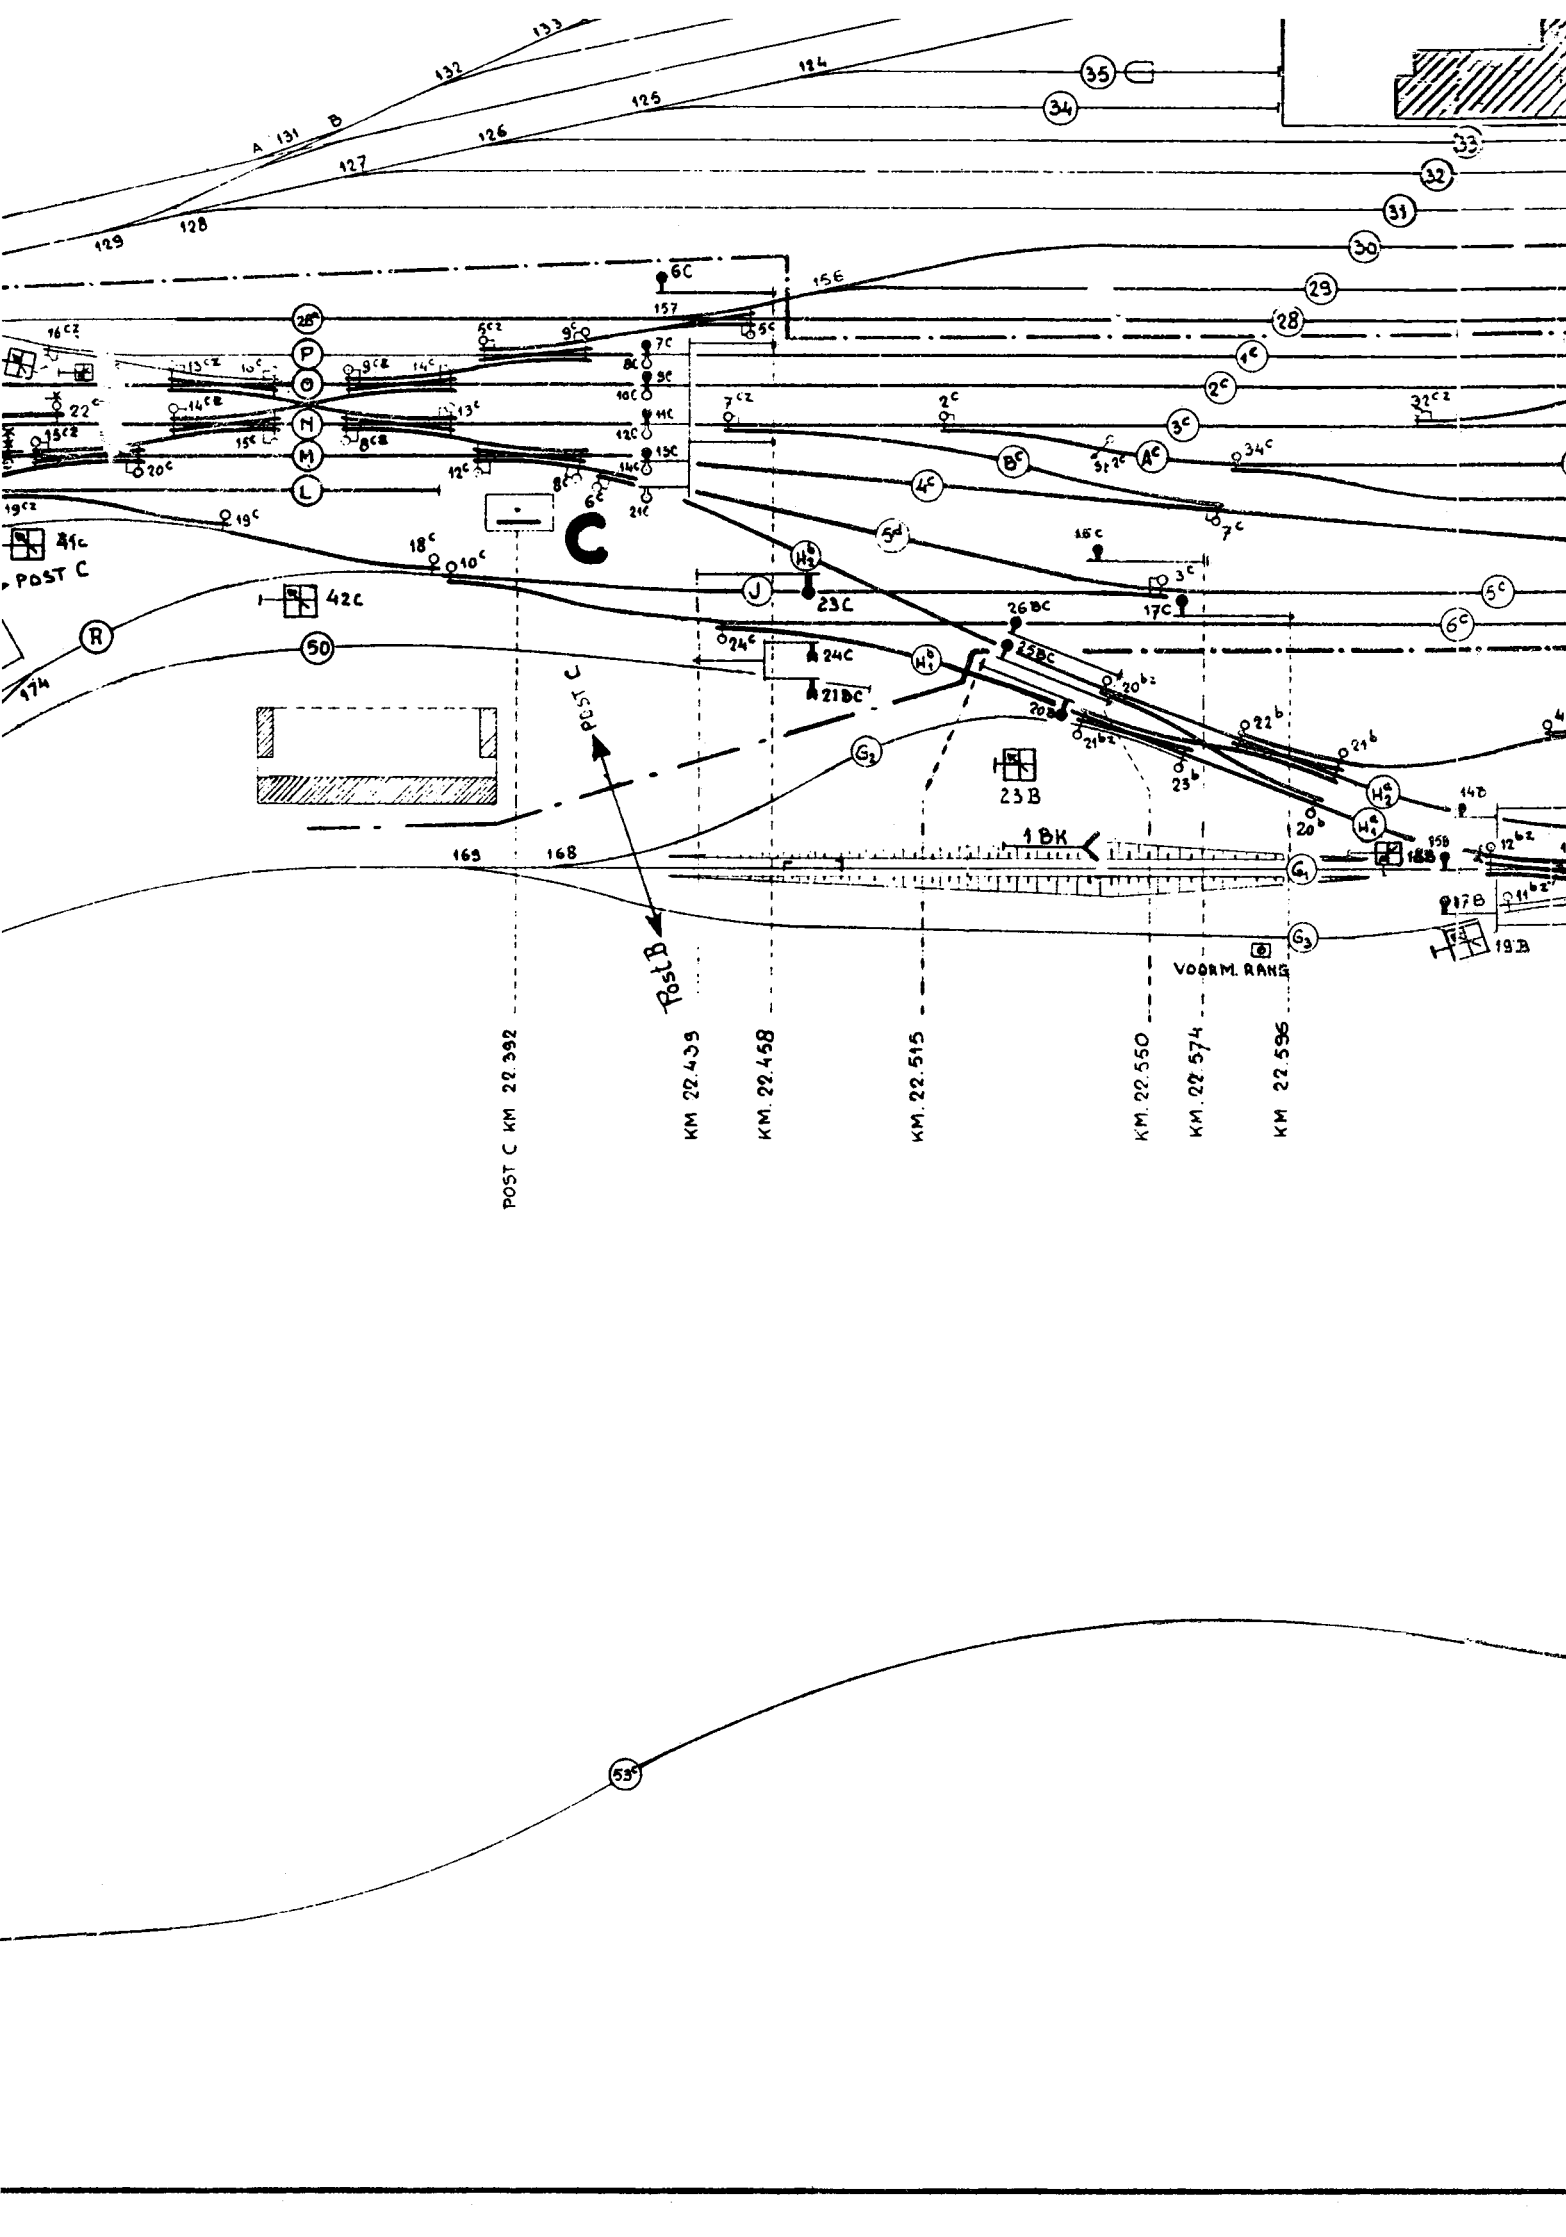 133
132
124
35
125
34
A 131 B
126
33
127
32
31
128
129
30
6C
156
29
157
28ᵃ
28
16ᶜᶻ
5ᶜᶻ
9ᶜ
5ᶜ
7C
P
1ᶜ
8C
13ᶜᶻ
9ᶜᶻ
14ᶜ
9C
O
2ᶜ
10C
22ᶜ
14ᶜᶻ
13ᶜ
11C
7ᶜᶻ
2ᶜ
32ᶜᶻ
N
3ᶜ
15ᶜ
8ᶜᶻ
12C
M
13C
Bᶜ
Aᶜ
34ᶜ
20ᶜ
12ᶜ
14C
8ᶜ
6ᶜ
4ᶜ
L
21C
19ᶜᶻ
19ᶜ
C
5ᵈ
7ᶜ
41C
POST C
18ᶜ
10ᶜ
H₂ᵇ
3ᶜ
J
5ᶜ
42C
23C
17C
26BC
6ᶜ
R
24ᶜ
50
24C
H₁ᵇ
25BC
174
POST C
21BC
20B
20ᵇᶻ
21ᵇᶻ
22ᵇ
G₂
21ᵇ
23ᵇ
23B
H₂ᵃ
14B
20ᵇ
H₁ᵃ
1 BK
169
168
15B
12ᵇᶻ
18B
G₁
17B
11ᵇᶻ
G₃
19B
Post B
VOORM. RANG
POST C KM 22.392
KM 22.439
KM. 22.458
KM. 22.515
KM. 22.550
KM. 22.574
KM 22.596
53ᶜ